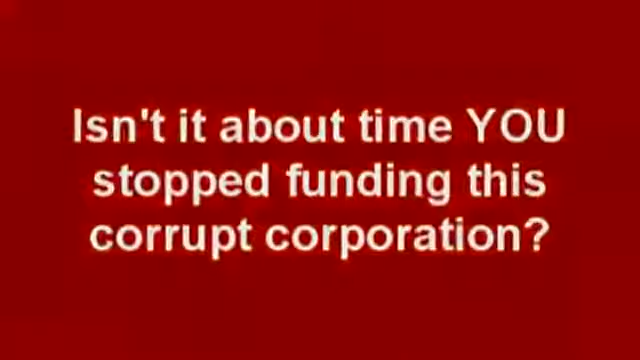 Isn't it about time YOU
stopped funding this
corrupt corporation?